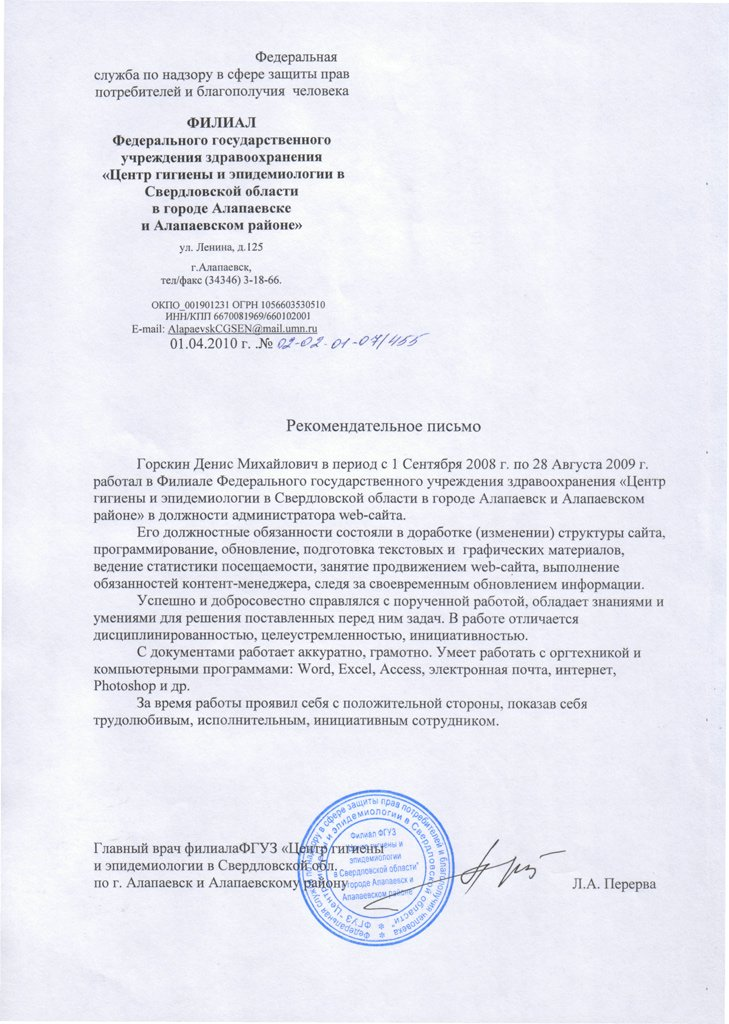 Федеральная
служба по надзору в сфере защиты прав
потребителей и благополучия человека
ФИЛИАЛ
Федерального государственного
учреждения здравоохранения
«Центр гигиены и эпидемиологии в
Свердловской области
в городе Алапаевске
и Алапаевском районе»
ул. Ленина, д.125
г.Алапаевск,
тел/факс (34346) 3-18-66.
ОКПО_001901231 ОГРН 1056603530510
ИНН/КПП 6670081969/660102001
E-mail: AlapaevskCGSEN@mail.umn.ru
01.04.2010 г. .№ 02-02-01-07/455
Рекомендательное письмо
Горскин Денис Михайлович в период с 1 Сентября 2008 г. по 28 Августа 2009 г.
работал в Филиале Федерального государственного учреждения здравоохранения «Центр
гигиены и эпидемиологии в Свердловской области в городе Алапаевск и Алапаевском
районе» в должности администратора web-сайта.
Его должностные обязанности состояли в доработке (изменении) структуры сайта,
программирование, обновление, подготовка текстовых и графических материалов,
ведение статистики посещаемости, занятие продвижением web-сайта, выполнение
обязанностей контент-менеджера, следя за своевременным обновлением информации.
Успешно и добросовестно справлялся с порученной работой, обладает знаниями и
умениями для решения поставленных перед ним задач. В работе отличается
дисциплинированностью, целеустремленностью, инициативностью.
С документами работает аккуратно, грамотно. Умеет работать с оргтехникой и
компьютерными программами: Word, Excel, Access, электронная почта, интернет,
Photoshop и др.
За время работы проявил себя с положительной стороны, показав себя
трудолюбивым, исполнительным, инициативным сотрудником.
Главный врач филиалаФГУЗ «Центр гигиены
и эпидемиологии в Свердловской обл.
по г. Алапаевск и Алапаевскому району
Л.А. Перерва
Федеральная служба по надзору в сфере защиты прав потребителей и благополучия человека
ФГУЗ "Центр гигиены и эпидемиологии в Свердловской области"
Филиал ФГУЗ
"Центр гигиены и
эпидемиологии
в Свердловской области"
в городе Алапаевск и
Алапаевском районе